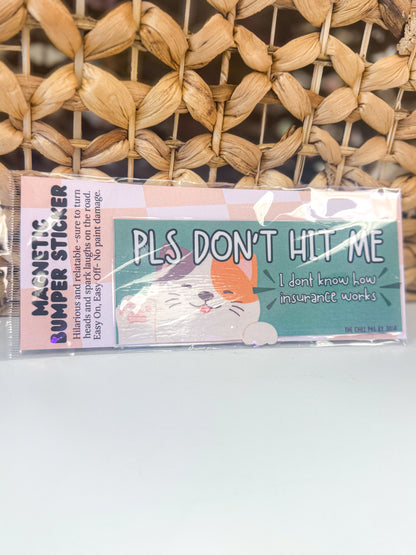 MAGNETIC
BUMPER STICKER
Hilarious and relatable -sure to turn
heads and spark laughs on the road.
Easy On, Easy Off- No paint damage.
PLS DON'T HIT ME
I dont know how
insurance works